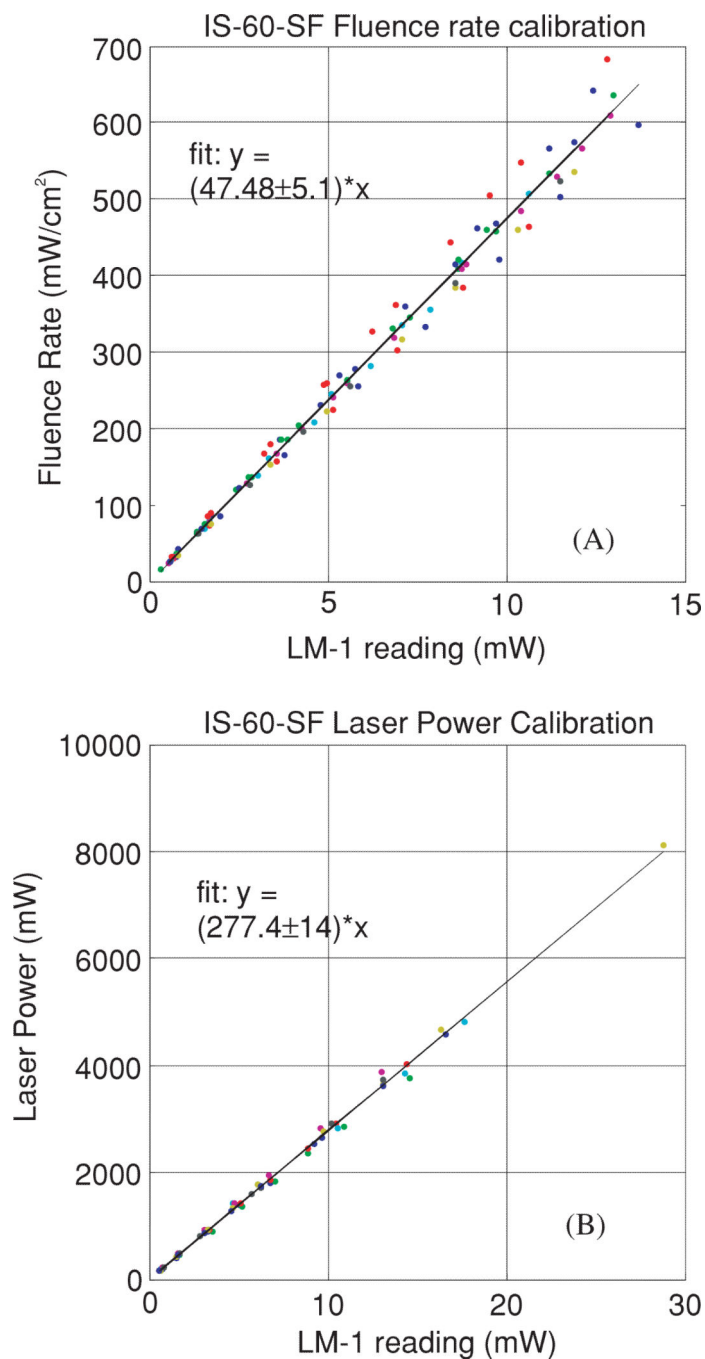 IS-60-SF Fluence rate calibration
700
600
500
400
300
200
100
0
Fluence Rate (mW/cm²)
fit: y =
(47.48±5.1)*x
(A)
0 5 10 15
LM-1 reading (mW)
IS-60-SF Laser Power Calibration
10000
8000
6000
4000
2000
0
Laser Power (mW)
fit: y =
(277.4±14)*x
(B)
0 10 20 30
LM-1 reading (mW)